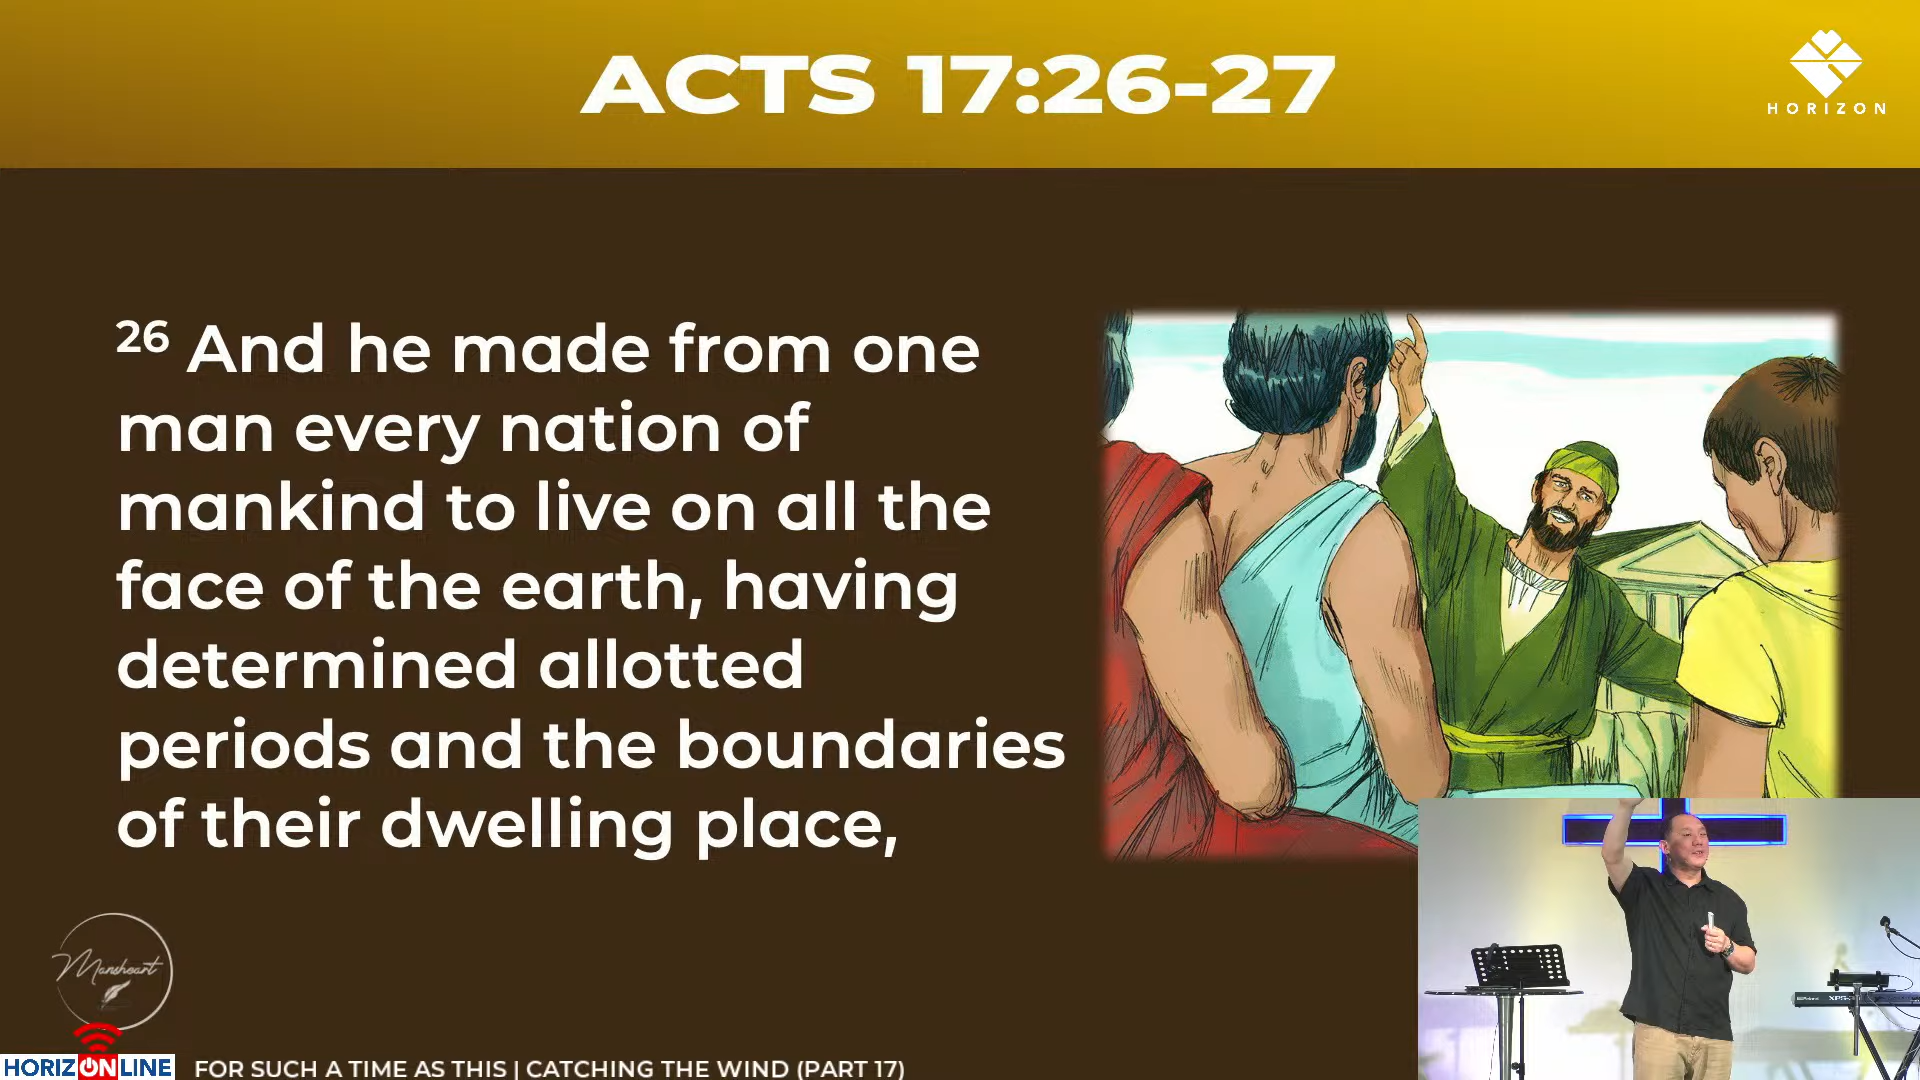 ACTS 17:26-27
HORIZON
26 And he made from one
man every nation of
mankind to live on all the
face of the earth, having
determined allotted
periods and the boundaries
of their dwelling place,
Mansheart
HORIZONLINE
FOR SUCH A TIME AS THIS | CATCHING THE WIND (PART 17)
Roland